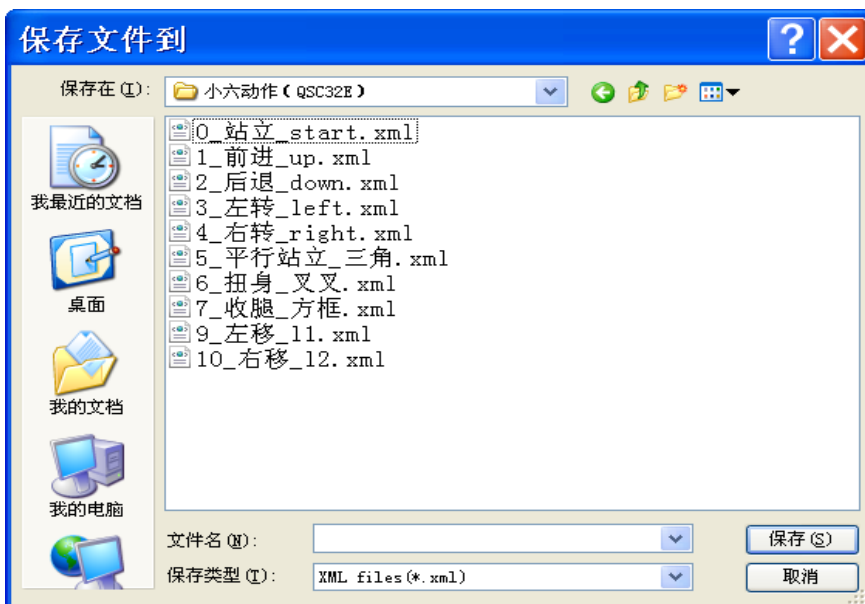 保存文件到
保存在(I):
小六动作(QSC32E)
0_站立_start.xml
1_前进_up.xml
2_后退_down.xml
3_左转_left.xml
4_右转_right.xml
5_平行站立_三角.xml
6_扭身_叉叉.xml
7_收腿_方框.xml
9_左移_l1.xml
10_右移_l2.xml
我最近的文档
桌面
我的文档
我的电脑
文件名(N):
保存(S)
保存类型(T):
XML files(*.xml)
取消